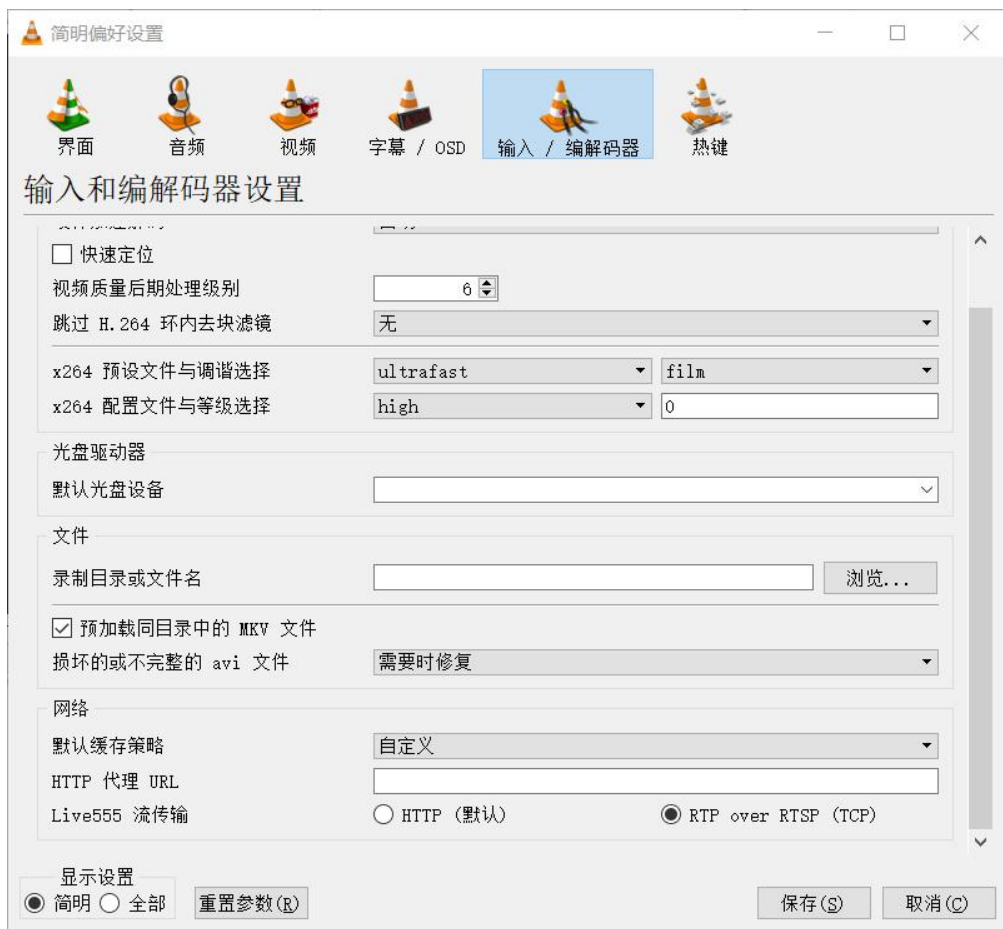 简明偏好设置
界面 音频 视频 字幕 / OSD 输入 / 编解码器 热键
输入和编解码器设置
快速定位
视频质量后期处理级别 6
跳过 H.264 环内去块滤镜 无
x264 预设文件与调谐选择 ultrafast film
x264 配置文件与等级选择 high 0
光盘驱动器
默认光盘设备
文件
录制目录或文件名 浏览...
预加载同目录中的 MKV 文件
损坏的或不完整的 avi 文件 需要时修复
网络
默认缓存策略 自定义
HTTP 代理 URL
Live555 流传输 HTTP (默认) RTP over RTSP (TCP)
显示设置
简明 全部 重置参数(R) 保存(S) 取消(C)